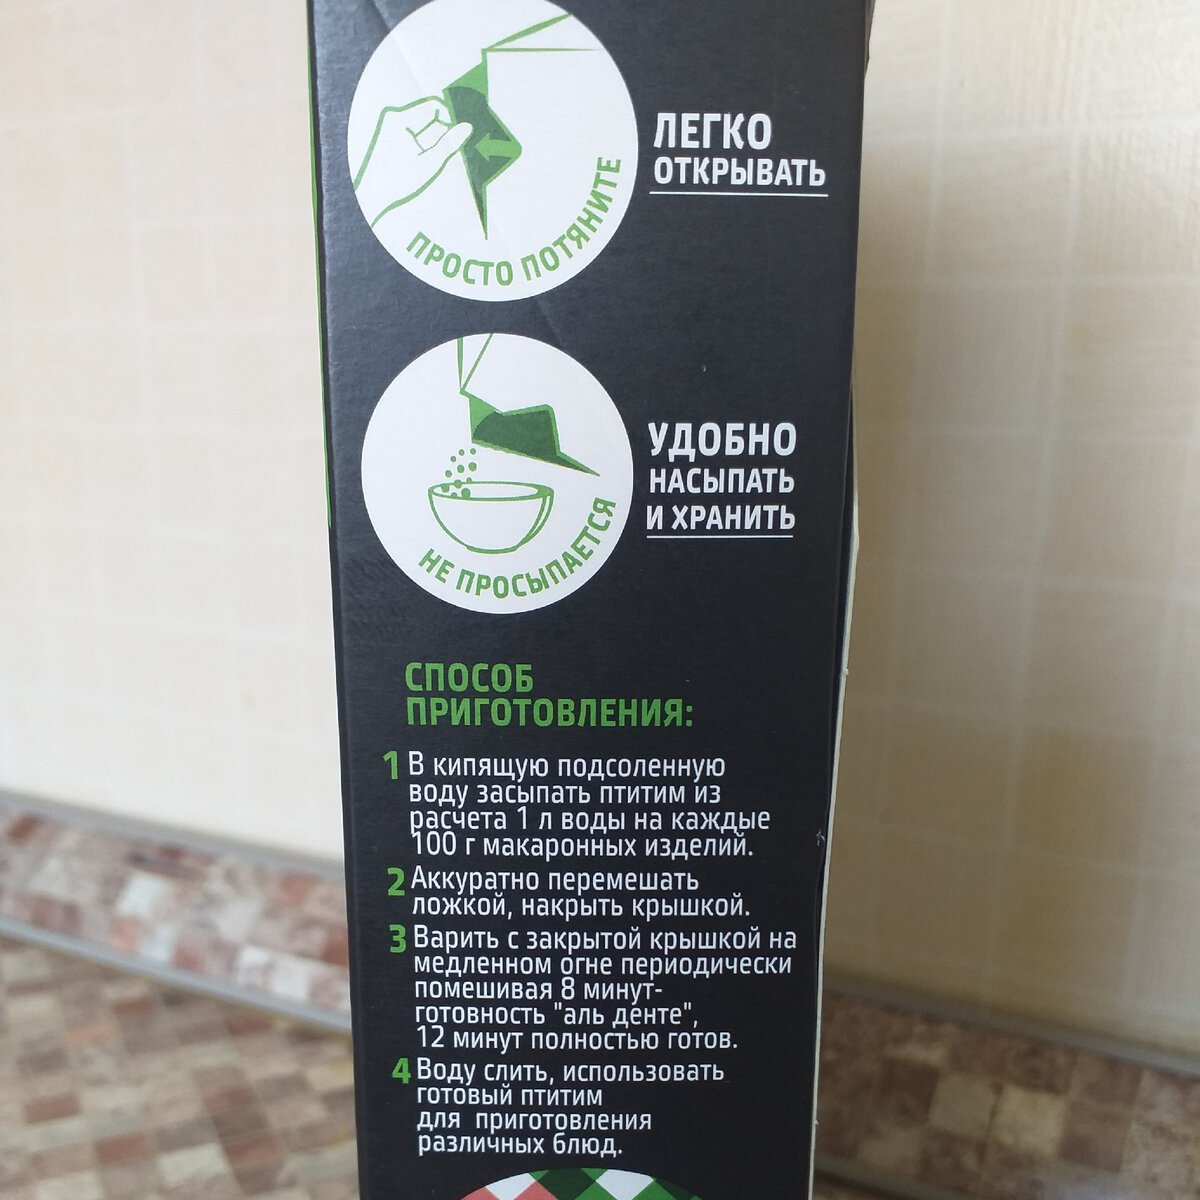 ЛЕГКО
ОТКРЫВАТЬ
ПРОСТО ПОТЯНИТЕ
УДОБНО
НАСЫПАТЬ
И ХРАНИТЬ
НЕ ПРОСЫПАЕТСЯ
СПОСОБ
ПРИГОТОВЛЕНИЯ:
1 В кипящую подсоленную
воду засыпать птитим из
расчета 1 л воды на каждые
100 г макаронных изделий.
2 Аккуратно перемешать
ложкой, накрыть крышкой.
3 Варить с закрытой крышкой на
медленном огне периодически
помешивая 8 минут-
готовность "аль денте",
12 минут полностью готов.
4 Воду слить, использовать
готовый птитим
для приготовления
различных блюд.